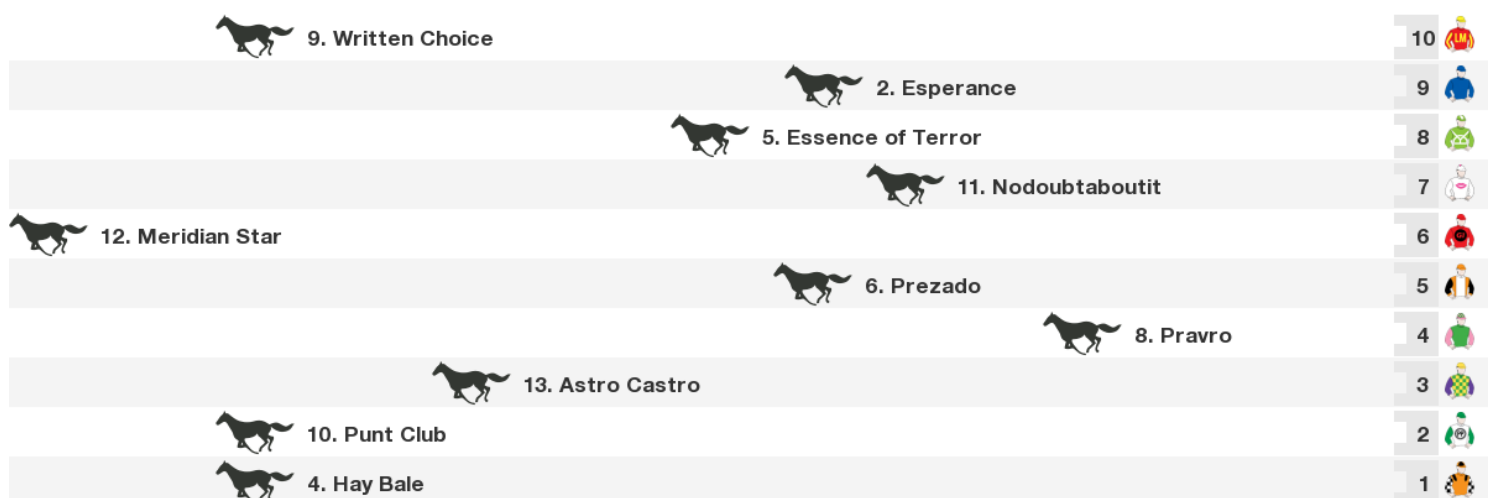 9. Written Choice 10 LM
2. Esperance 9
5. Essence of Terror 8
11. Nodoubtaboutit 7
12. Meridian Star 6
6. Prezado 5
8. Pravro 4
13. Astro Castro 3
10. Punt Club 2
4. Hay Bale 1